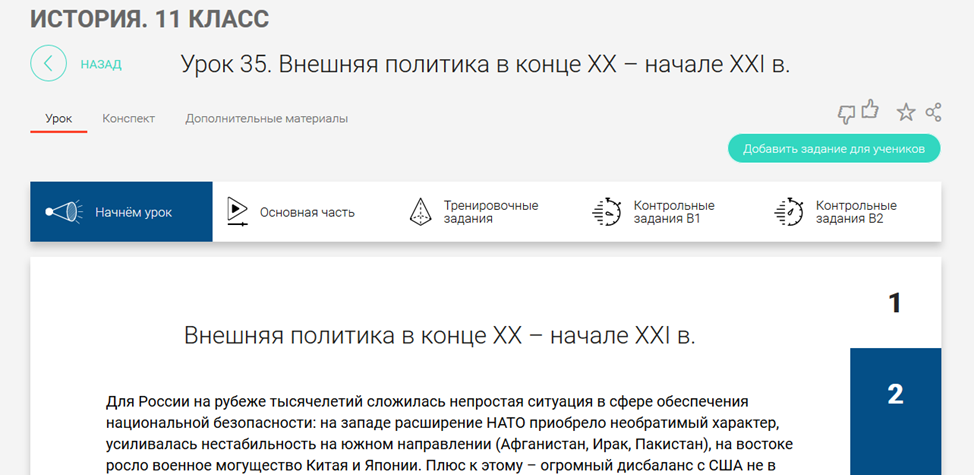 ИСТОРИЯ. 11 КЛАСС
НАЗАД
Урок 35. Внешняя политика в конце XX – начале XXI в.
Урок
Конспект
Дополнительные материалы
Добавить задание для учеников
Начнём урок
Основная часть
Тренировочные
задания
Контрольные
задания В1
Контрольные
задания В2
1
2
Внешняя политика в конце XX – начале XXI в.
Для России на рубеже тысячелетий сложилась непростая ситуация в сфере обеспечения
национальной безопасности: на западе расширение НАТО приобрело необратимый характер,
усиливалась нестабильность на южном направлении (Афганистан, Ирак, Пакистан), на востоке
росло военное могущество Китая и Японии. Плюс к этому – огромный дисбаланс с США не в